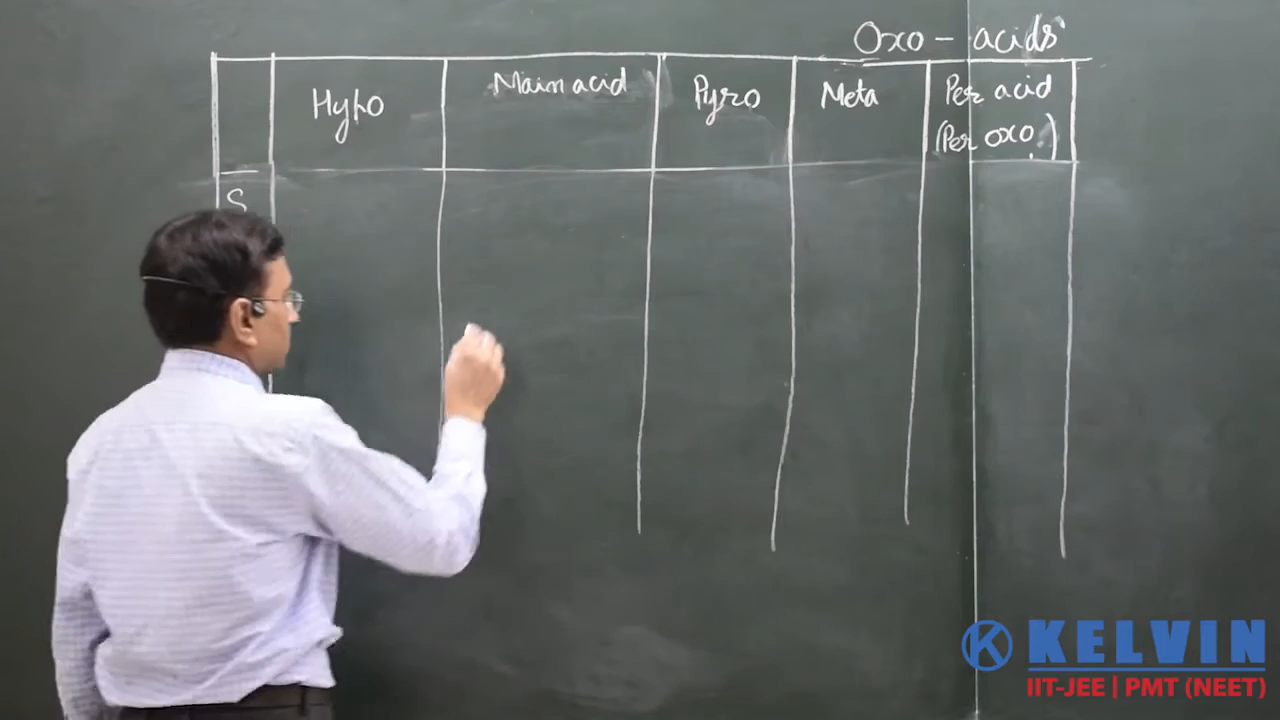 Oxo - acids
Hypo
Main acid
Pyro
Meta
Per acid
(Per oxo)
S
KELVIN
IIT-JEE | PMT (NEET)